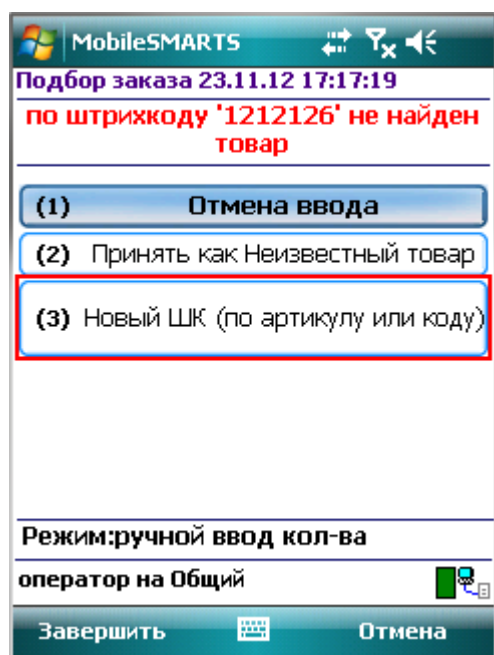 MobileSMARTS
Подбор заказа 23.11.12 17:17:19
по штрихкоду '1212126' не найден
товар
(1) Отмена ввода
(2) Принять как Неизвестный товар
(3) Новый ШК (по артикулу или коду)
Режим:ручной ввод кол-ва
оператор на Общий
Завершить Отмена